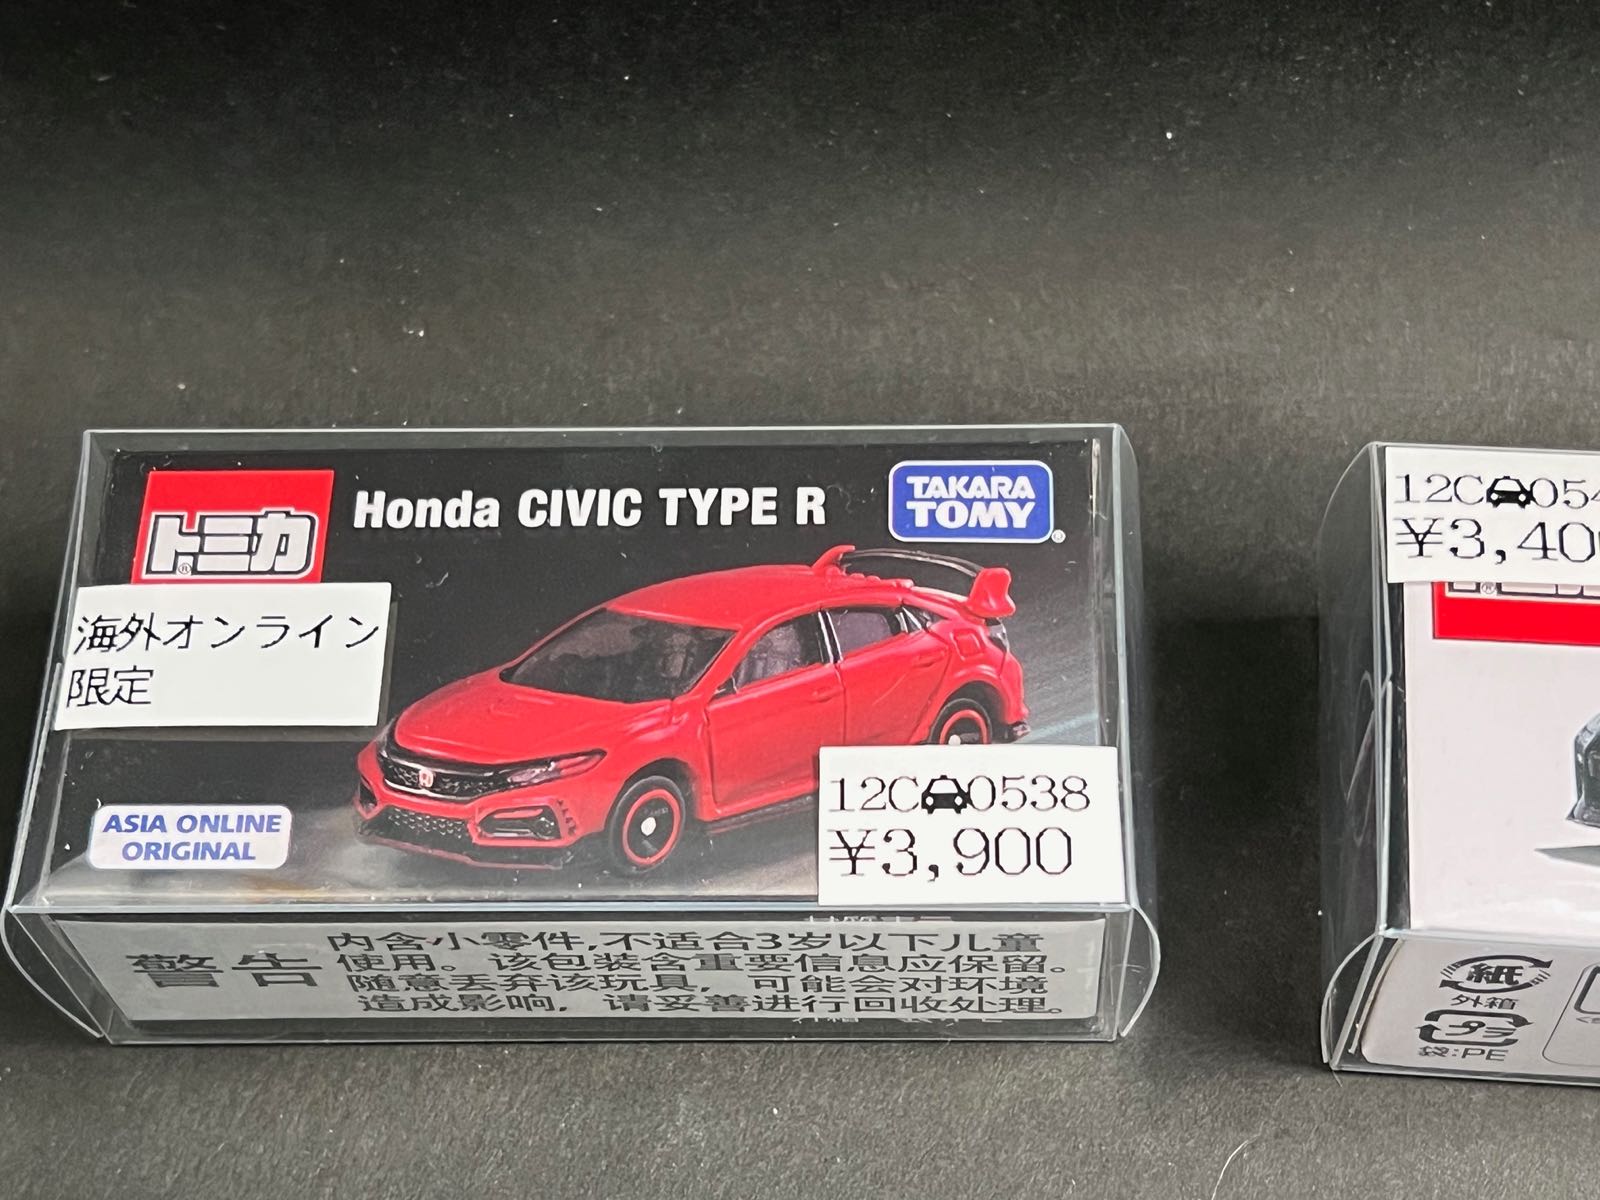 トミカ
Honda CIVIC TYPE R
TAKARA
TOMY
海外オンライン
限定
ASIA ONLINE
ORIGINAL
12C 0538
¥3,900
警告
内含小零件,不适合3岁以下儿童
使用。该包装含重要信息应保留。
随意丢弃该玩具，可能会对环境
造成影响，请妥善进行回收处理。
12C 054
¥3,40
紙
外箱
プラ
袋:PE